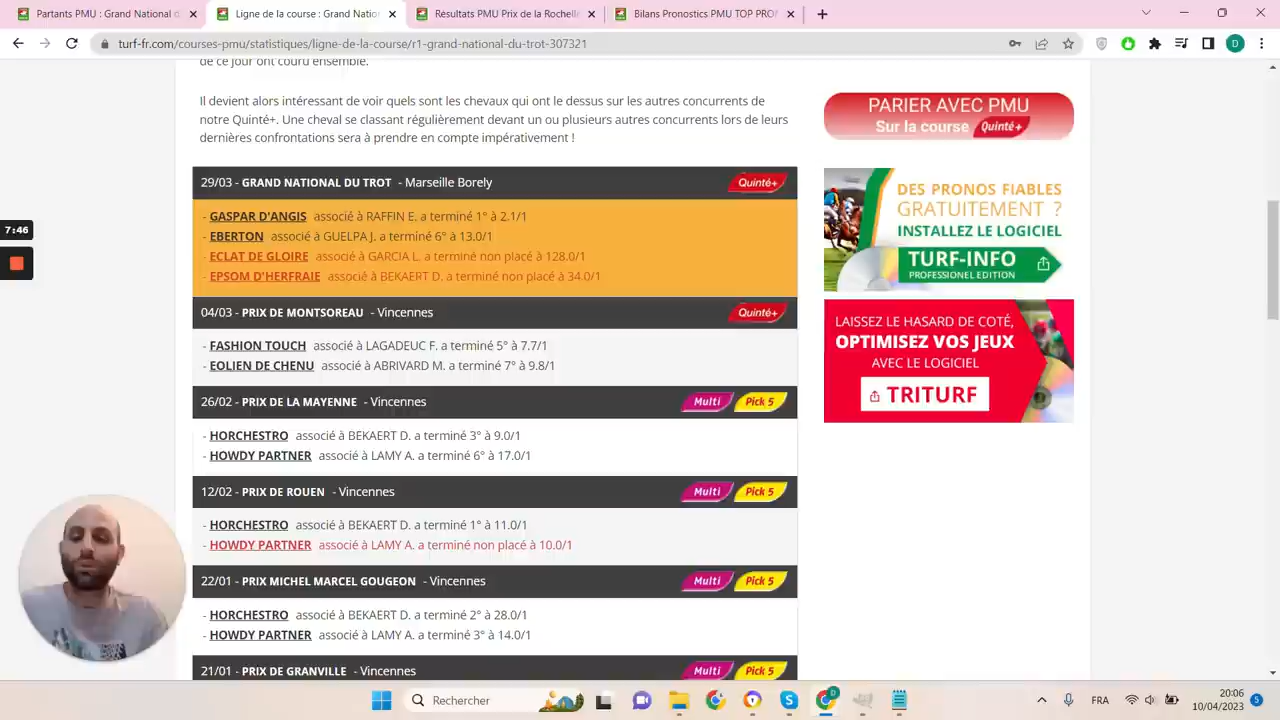 Partants PMU : Grand National d
Ligne de la course : Grand Natio
Résultats PMU Prix de la Rochelle
Bilans Pronostics PMU TOP PRO
turf-fr.com/courses-pmu/statistiques/ligne-de-la-course/r1-grand-national-du-trot-307321
D
de ce jour ont couru ensemble.
Il devient alors intéressant de voir quels sont les chevaux qui ont le dessus sur les autres concurrents de
notre Quinté+. Une cheval se classant régulièrement devant un ou plusieurs autres concurrents lors de leurs
dernières confrontations sera à prendre en compte impérativement !
PARIER AVEC PMU
Sur la course Quinté+
29/03 - GRAND NATIONAL DU TROT - Marseille Borely Quinté+
- GASPAR D'ANGIS associé à RAFFIN E. a terminé 1° à 2.1/1
- EBERTON associé à GUELPA J. a terminé 6° à 13.0/1
- ECLAT DE GLOIRE associé à GARCIA L. a terminé non placé à 128.0/1
- EPSOM D'HERFRAIE associé à BEKAERT D. a terminé non placé à 34.0/1
04/03 - PRIX DE MONTSOREAU - Vincennes Quinté+
- FASHION TOUCH associé à LAGADEUC F. a terminé 5° à 7.7/1
- EOLIEN DE CHENU associé à ABRIVARD M. a terminé 7° à 9.8/1
26/02 - PRIX DE LA MAYENNE - Vincennes Multi Pick 5
- HORCHESTRO associé à BEKAERT D. a terminé 3° à 9.0/1
- HOWDY PARTNER associé à LAMY A. a terminé 6° à 17.0/1
12/02 - PRIX DE ROUEN - Vincennes Multi Pick 5
- HORCHESTRO associé à BEKAERT D. a terminé 1° à 11.0/1
- HOWDY PARTNER associé à LAMY A. a terminé non placé à 10.0/1
22/01 - PRIX MICHEL MARCEL GOUGEON - Vincennes Multi Pick 5
- HORCHESTRO associé à BEKAERT D. a terminé 2° à 28.0/1
- HOWDY PARTNER associé à LAMY A. a terminé 3° à 14.0/1
21/01 - PRIX DE GRANVILLE - Vincennes Multi Pick 5
DES PRONOS FIABLES
GRATUITEMENT ?
INSTALLEZ LE LOGICIEL
TURF-INFO
PROFESSIONEL EDITION
LAISSEZ LE HASARD DE COTÉ,
OPTIMISEZ VOS JEUX
AVEC LE LOGICIEL
TRITURF
7:46
Rechercher
D
FRA
20:06
10/04/2023
5